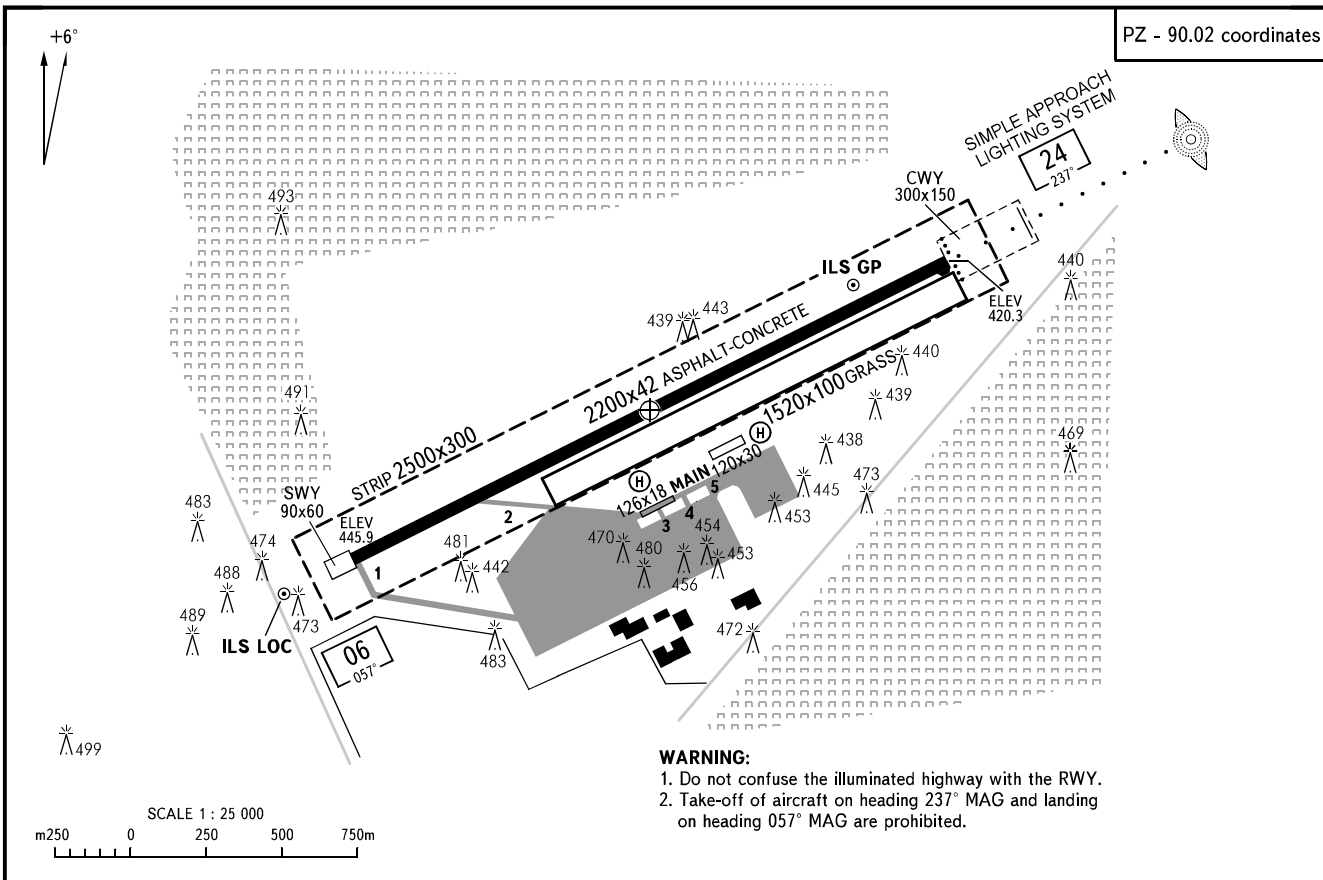 PZ - 90.02 coordinates
+6°
SIMPLE APPROACH
LIGHTING SYSTEM
24
237°
CWY
300x150
493
ILS GP
440
ELEV
420.3
439
443
2200x42 ASPHALT-CONCRETE
440
1520x100 GRASS
439
491
STRIP 2500x300
H
438
469
H
126x18 MAIN 120x30
5
445
473
SWY
90x60
483
ELEV
445.9
2
3
4
453
474
481
470
454
480
453
488
1
442
456
473
489
ILS LOC
06
057°
483
472
499
WARNING:
1. Do not confuse the illuminated highway with the RWY.
2. Take-off of aircraft on heading 237° MAG and landing
on heading 057° MAG are prohibited.
SCALE 1 : 25 000
m250 0 250 500 750m